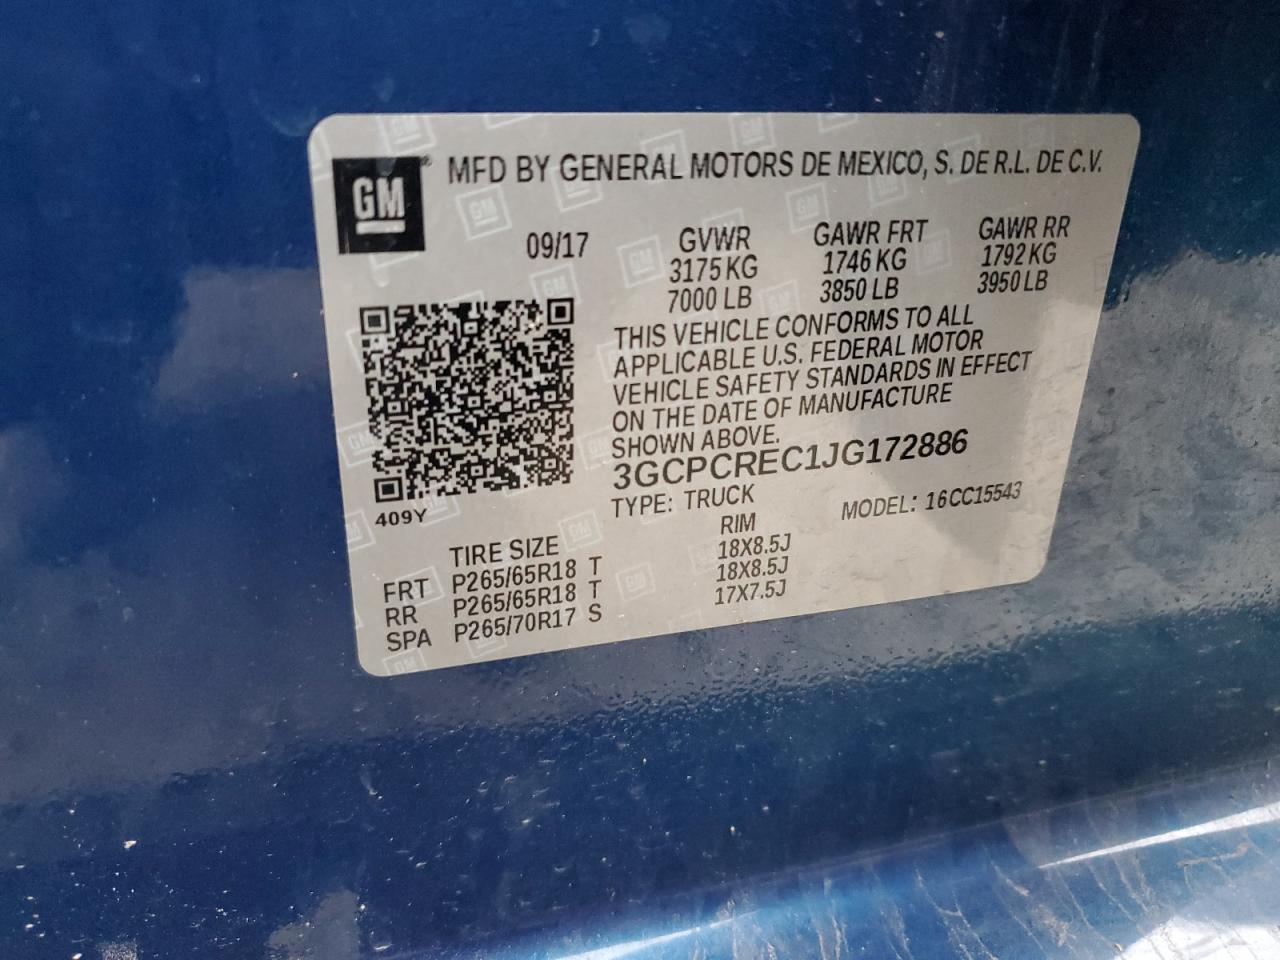 GM® MFD BY GENERAL MOTORS DE MEXICO, S. DE R.L. DE C.V.
09/17 GVWR GAWR FRT GAWR RR
3175 KG 1746 KG 1792 KG
7000 LB 3850 LB 3950 LB
THIS VEHICLE CONFORMS TO ALL
APPLICABLE U.S. FEDERAL MOTOR
VEHICLE SAFETY STANDARDS IN EFFECT
ON THE DATE OF MANUFACTURE
SHOWN ABOVE.
3GCPCREC1JG172886
TYPE: TRUCK MODEL: 16CC15543
409Y
TIRE SIZE RIM
FRT P265/65R18 T 18X8.5J
RR P265/65R18 T 18X8.5J
SPA P265/70R17 S 17X7.5J